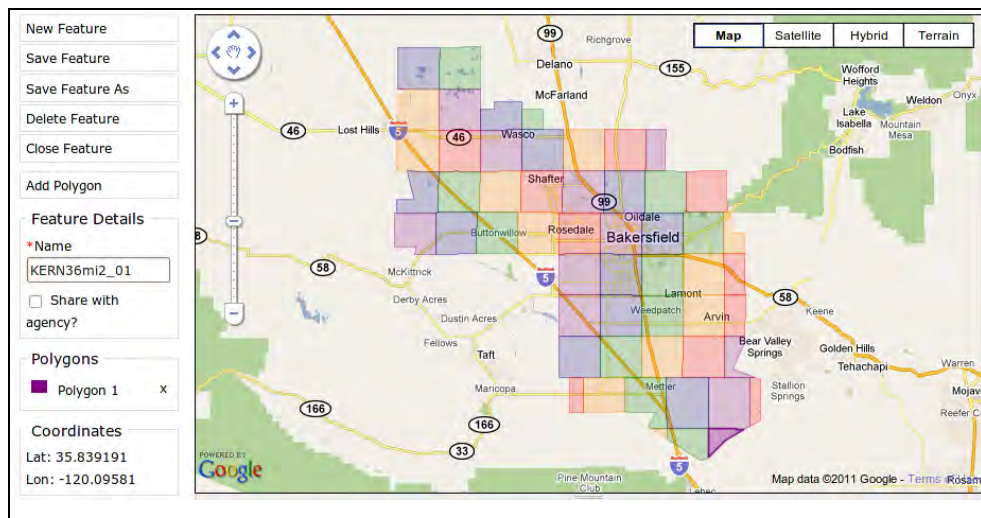 New Feature
Save Feature
Save Feature As
Delete Feature
Close Feature
Add Polygon
Feature Details
*Name
KERN36mi2_01
Share with
agency?
Polygons
Polygon 1 x
Coordinates
Lat: 35.839191
Lon: -120.09581
Map
Satellite
Hybrid
Terrain
99
Richgrove
Delano
155
McFarland
Wofford
Heights
Weldon
Onyx
Lake
Isabella
Mountain
Mesa
Bodfish
46
Lost Hills
5
46
Wasco
Shafter
99
Oildale
Buttonwillow
Rosedale
Bakersfield
58
McKittrick
5
Derby Acres
Dustin Acres
Fellows
Taft
Lamont
Weedpatch
Arvin
58
Keene
Bear Valley
Springs
Golden Hills
Tehachapi
Warren
Maricopa
Mettler
Stallion
Springs
Mojav
Reefer C
166
166
33
5
POWERED BY
Google
Pine Mountain
Club
Lebec
Map data ©2011 Google - Terms of
Rosam